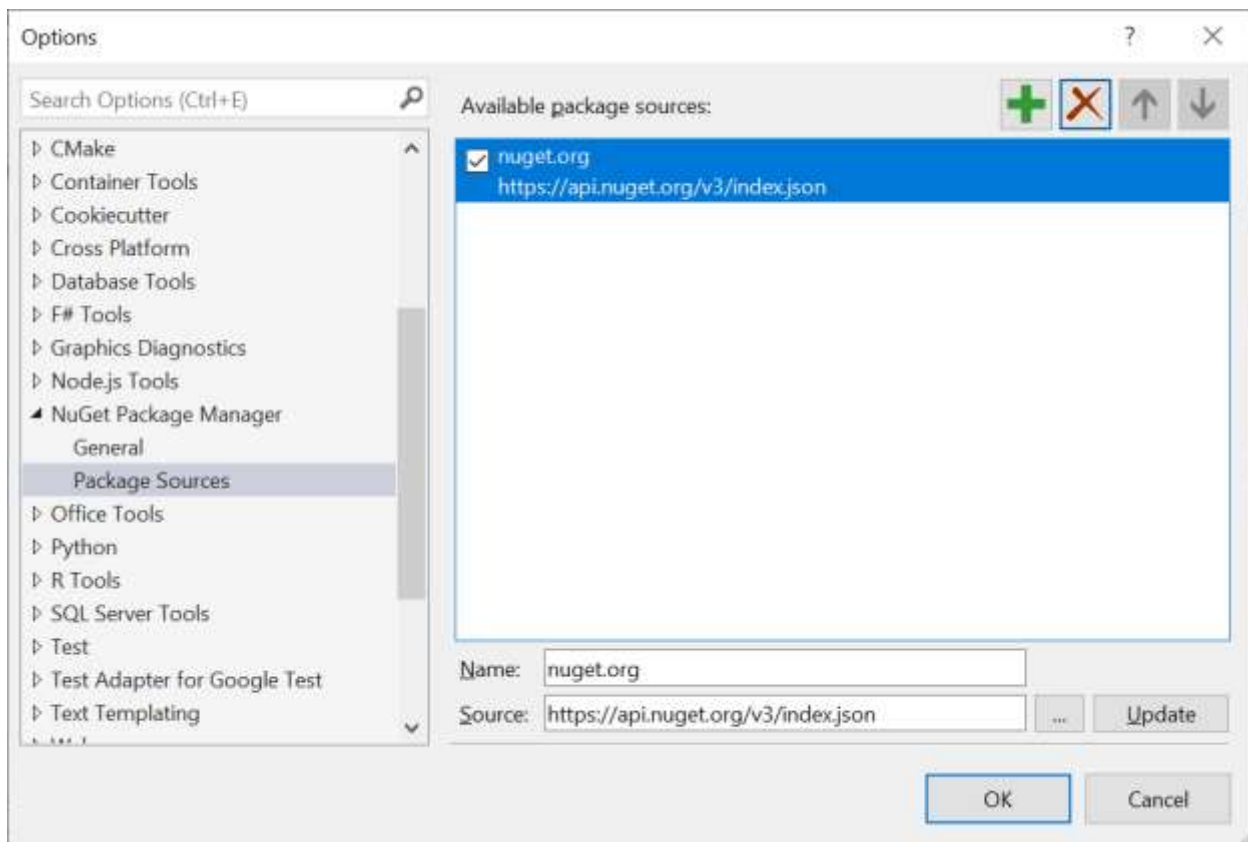 Options
?
Search Options (Ctrl+E)
CMake
Container Tools
Cookiecutter
Cross Platform
Database Tools
F# Tools
Graphics Diagnostics
Node.js Tools
NuGet Package Manager
General
Package Sources
Office Tools
Python
R Tools
SQL Server Tools
Test
Test Adapter for Google Test
Text Templating
Available package sources:
nuget.org
https://api.nuget.org/v3/index.json
Name: nuget.org
Source: https://api.nuget.org/v3/index.json ... Update
OK Cancel